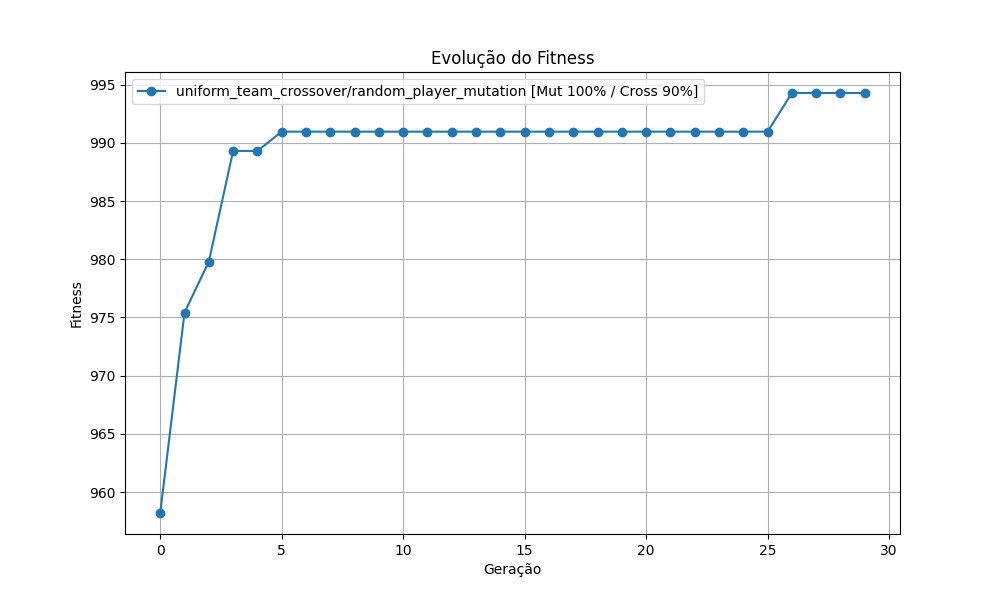 Evolução do Fitness
uniform_team_crossover/random_player_mutation [Mut 100% / Cross 90%]
995
990
985
980
975
970
965
960
Fitness
0 5 10 15 20 25 30
Geração